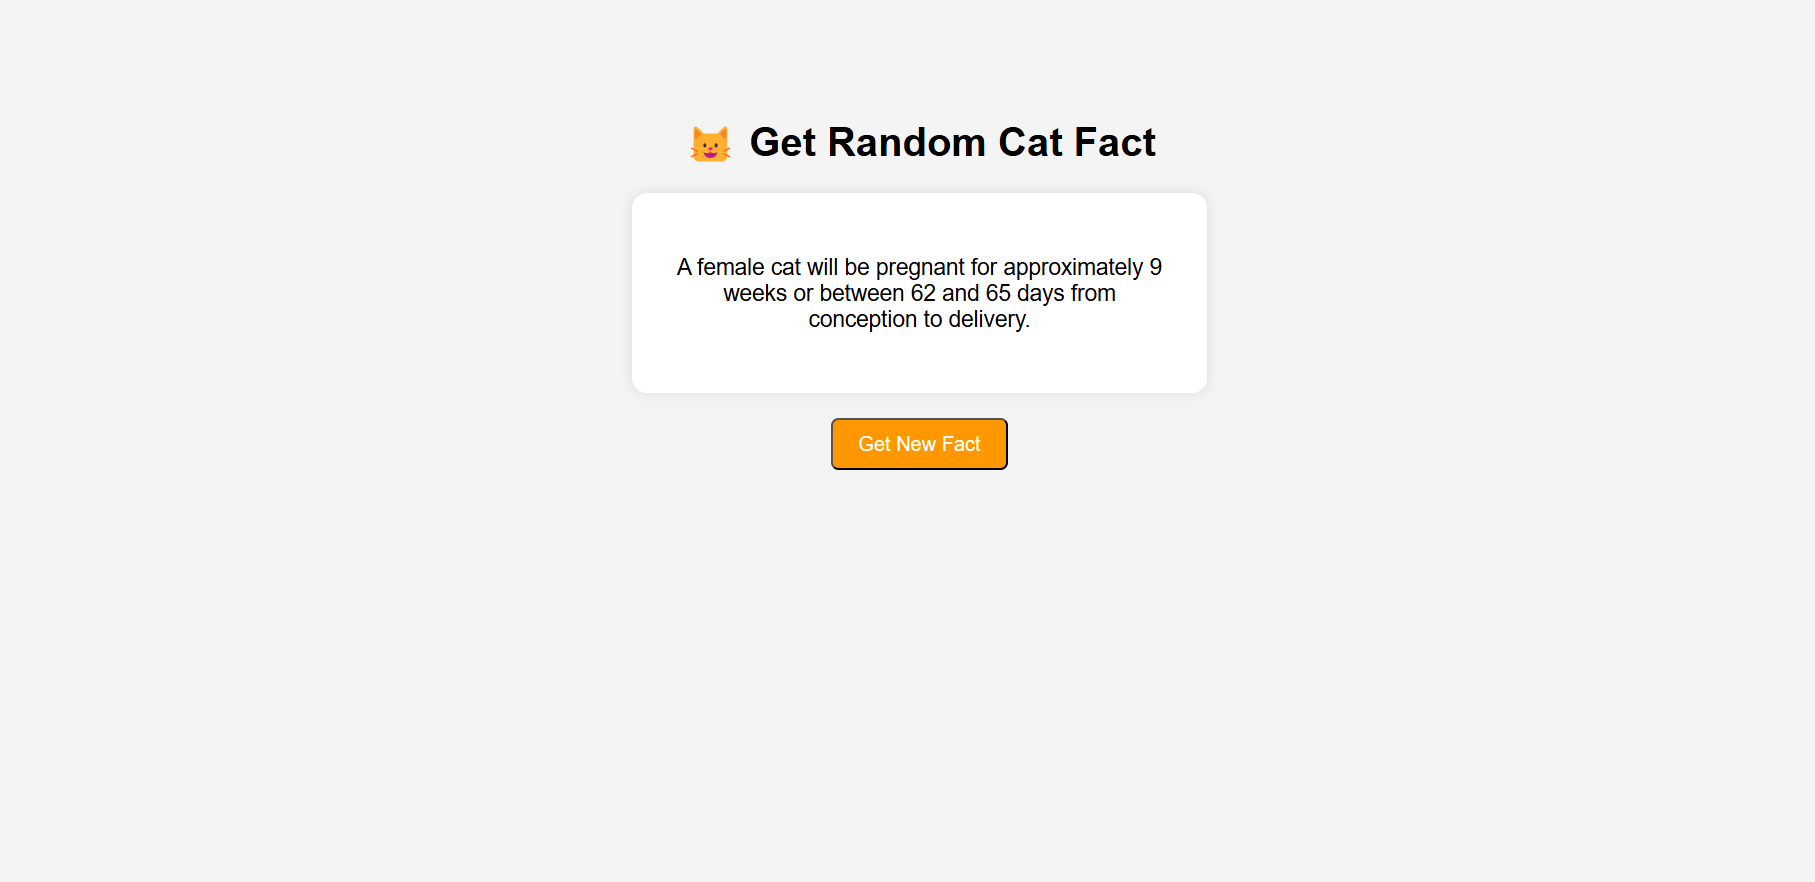 Get Random Cat Fact
A female cat will be pregnant for approximately 9
weeks or between 62 and 65 days from
conception to delivery.
Get New Fact